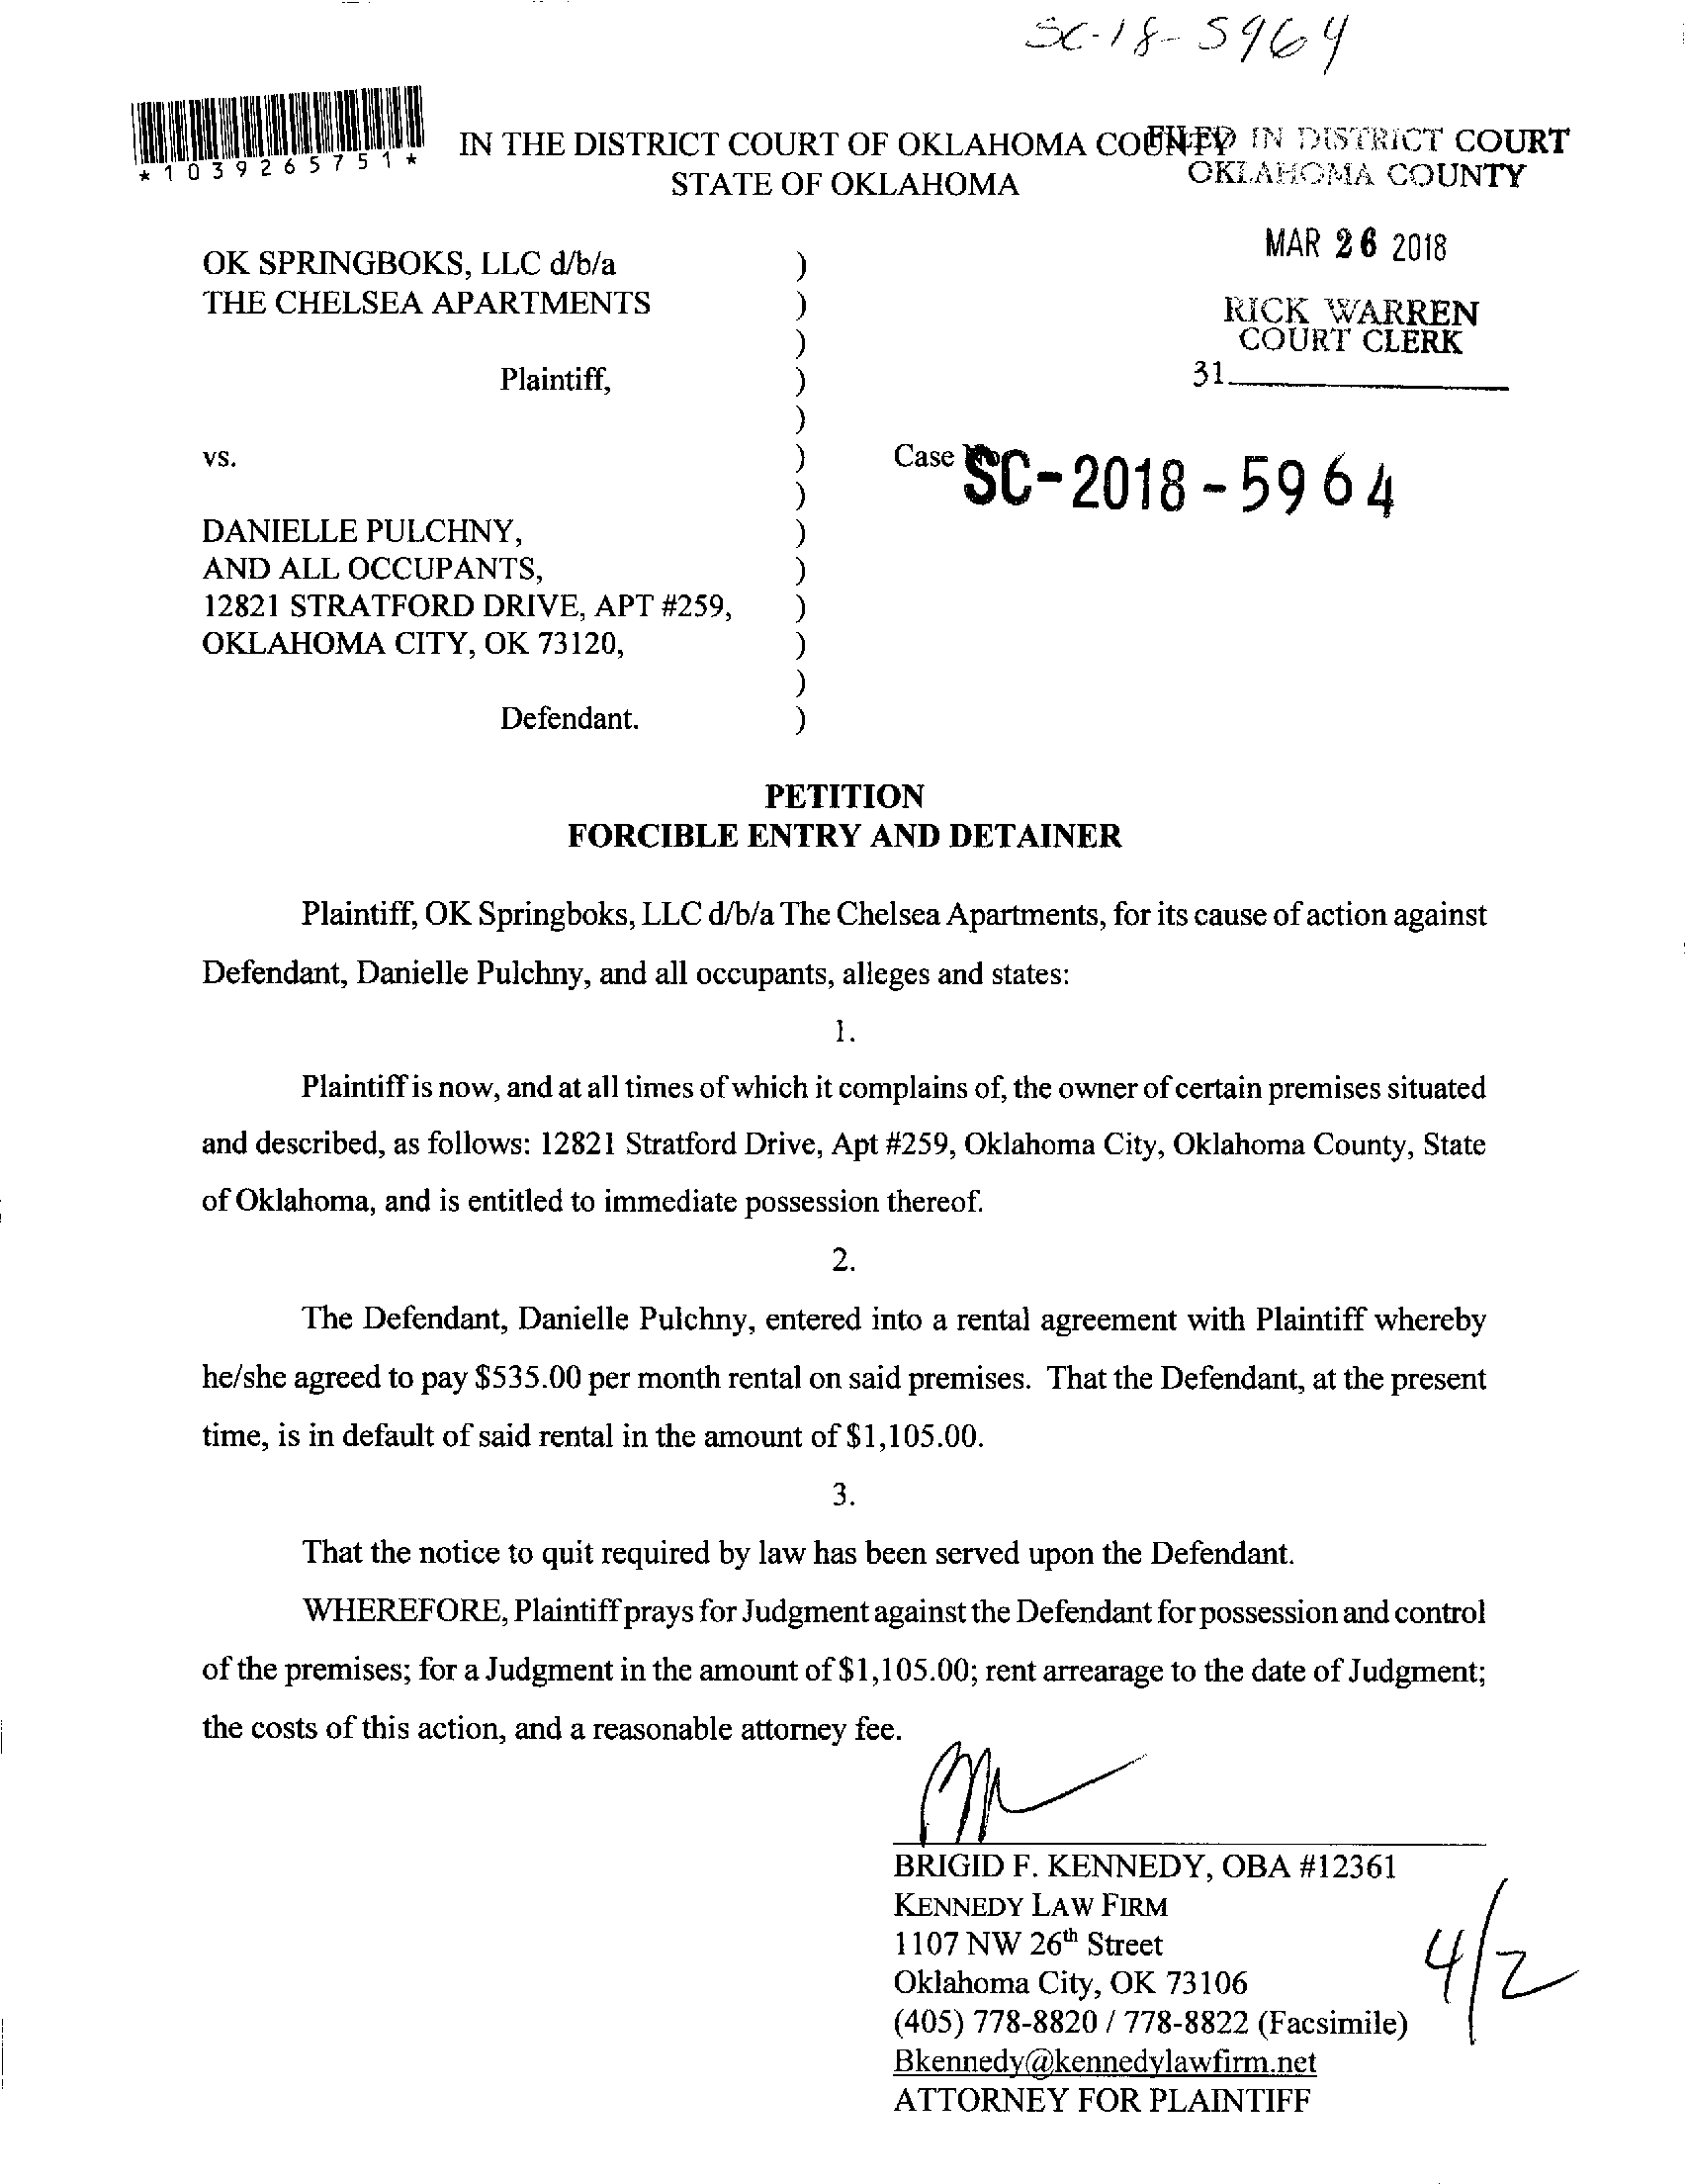 SC-18-5964
*1039265751*
IN THE DISTRICT COURT OF OKLAHOMA COUNTY
STATE OF OKLAHOMA
FILED IN DISTRICT COURT
OKLAHOMA COUNTY
MAR 26 2018
RICK WARREN
COURT CLERK
31
OK SPRINGBOKS, LLC d/b/a )
THE CHELSEA APARTMENTS )
)
Plaintiff, )
)
vs. ) Case No. SC-2018-5964
)
DANIELLE PULCHNY, )
AND ALL OCCUPANTS, )
12821 STRATFORD DRIVE, APT #259, )
OKLAHOMA CITY, OK 73120, )
)
Defendant. )
PETITION
FORCIBLE ENTRY AND DETAINER
Plaintiff, OK Springboks, LLC d/b/a The Chelsea Apartments, for its cause of action against
Defendant, Danielle Pulchny, and all occupants, alleges and states:
1.
Plaintiff is now, and at all times of which it complains of, the owner of certain premises situated
and described, as follows: 12821 Stratford Drive, Apt #259, Oklahoma City, Oklahoma County, State
of Oklahoma, and is entitled to immediate possession thereof.
2.
The Defendant, Danielle Pulchny, entered into a rental agreement with Plaintiff whereby
he/she agreed to pay $535.00 per month rental on said premises. That the Defendant, at the present
time, is in default of said rental in the amount of $1,105.00.
3.
That the notice to quit required by law has been served upon the Defendant.
WHEREFORE, Plaintiff prays for Judgment against the Defendant for possession and control
of the premises; for a Judgment in the amount of $1,105.00; rent arrearage to the date of Judgment;
the costs of this action, and a reasonable attorney fee.
BRIGID F. KENNEDY, OBA #12361
KENNEDY LAW FIRM
1107 NW 26th Street
Oklahoma City, OK 73106
(405) 778-8820 / 778-8822 (Facsimile)
Bkennedy@kennedylawfirm.net
ATTORNEY FOR PLAINTIFF
4/2